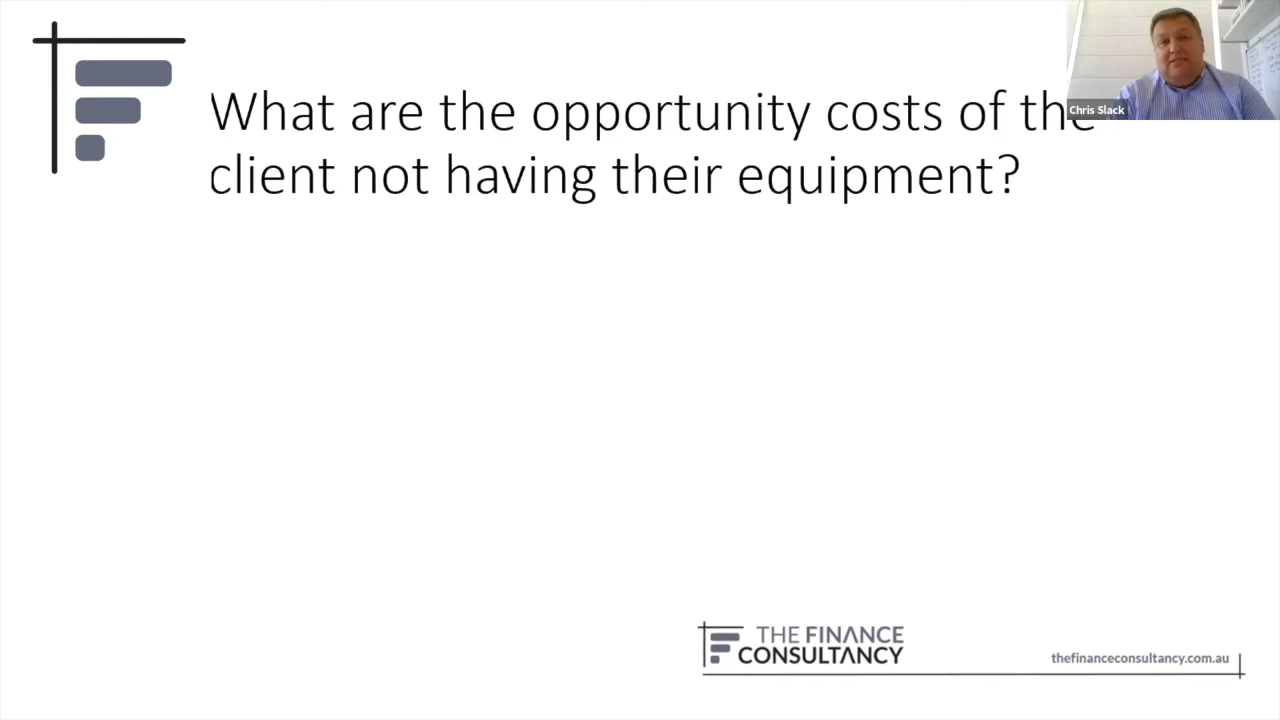 What are the opportunity costs of the
client not having their equipment?
Chris Slack
THE FINANCE
CONSULTANCY
thefinanceconsultancy.com.au